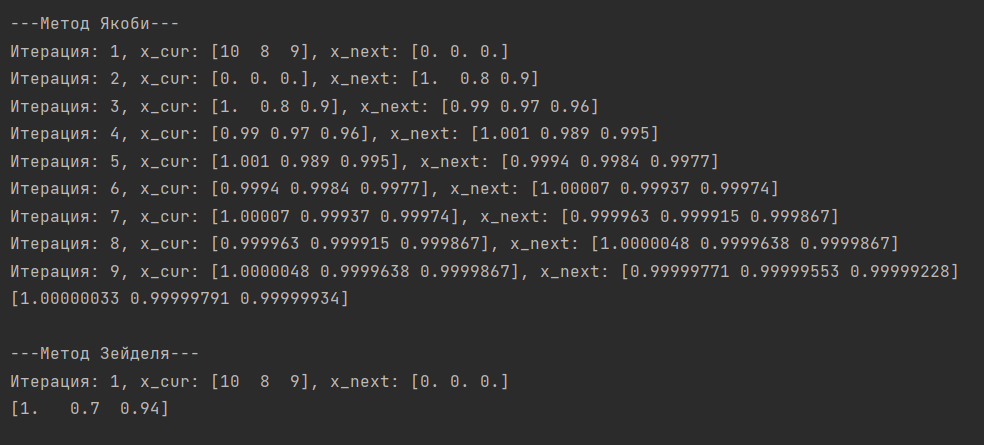 ---Метод Якоби---
Итерация: 1, x_cur: [10  8  9], x_next: [0. 0. 0.]
Итерация: 2, x_cur: [0. 0. 0.], x_next: [1.  0.8 0.9]
Итерация: 3, x_cur: [1.  0.8 0.9], x_next: [0.99 0.97 0.96]
Итерация: 4, x_cur: [0.99 0.97 0.96], x_next: [1.001 0.989 0.995]
Итерация: 5, x_cur: [1.001 0.989 0.995], x_next: [0.9994 0.9984 0.9977]
Итерация: 6, x_cur: [0.9994 0.9984 0.9977], x_next: [1.00007 0.99937 0.99974]
Итерация: 7, x_cur: [1.00007 0.99937 0.99974], x_next: [0.999963 0.999915 0.999867]
Итерация: 8, x_cur: [0.999963 0.999915 0.999867], x_next: [1.0000048 0.9999638 0.9999867]
Итерация: 9, x_cur: [1.0000048 0.9999638 0.9999867], x_next: [0.99999771 0.99999553 0.99999228]
[1.00000033 0.99999791 0.99999934]

---Метод Зейделя---
Итерация: 1, x_cur: [10  8  9], x_next: [0. 0. 0.]
[1.   0.7  0.94]